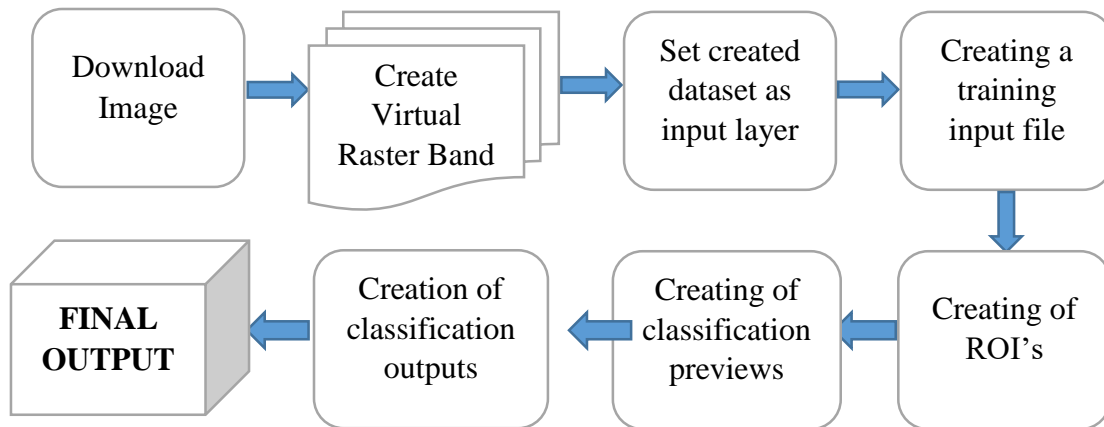 Download
Image
Create
Virtual
Raster Band
Set created
dataset as
input layer
Creating a
training
input file
Creating of
ROI’s
Creating of
classification
previews
Creation of
classification
outputs
FINAL
OUTPUT